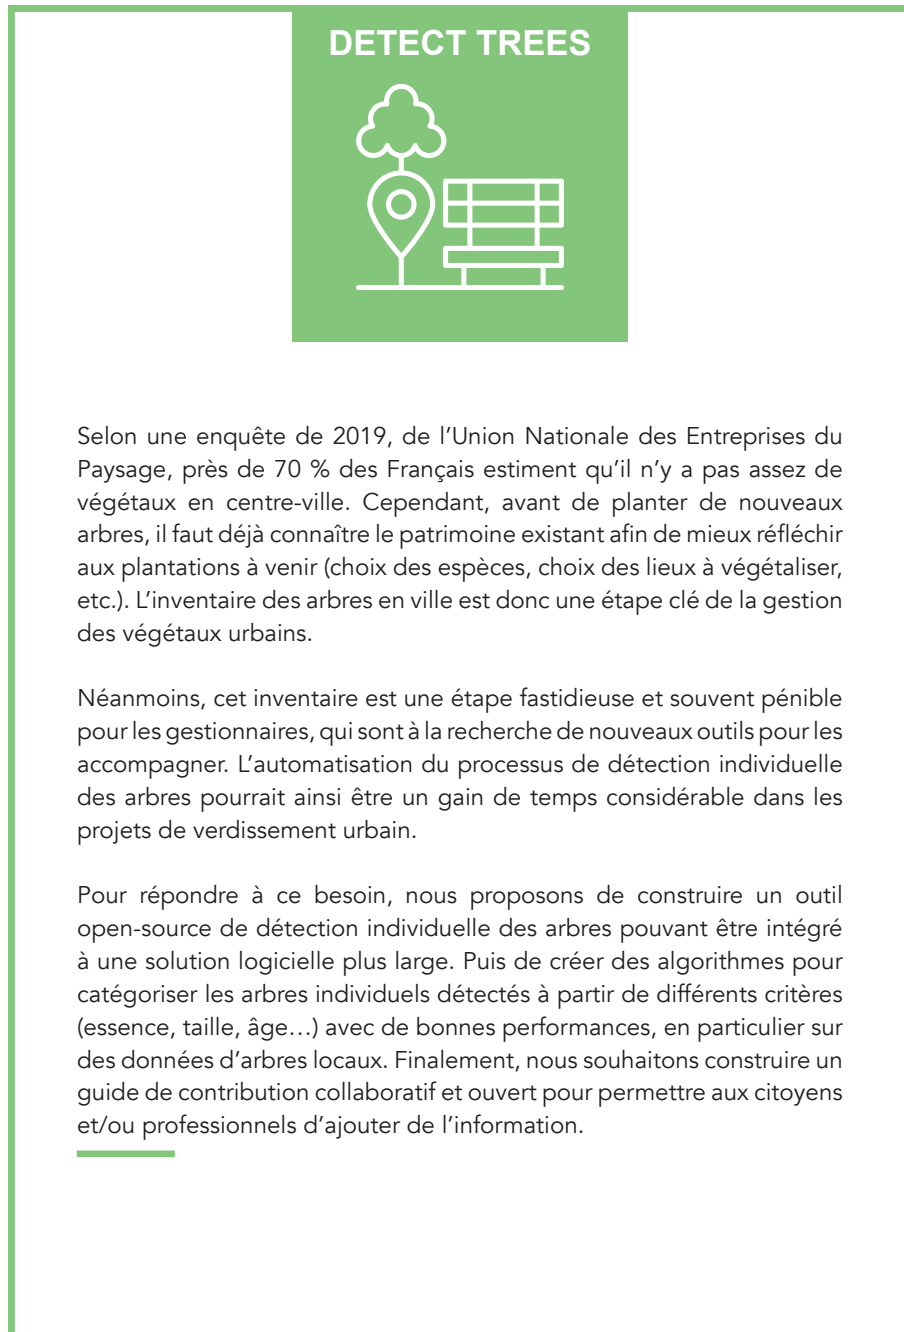 DETECT TREES
Selon une enquête de 2019, de l’Union Nationale des Entreprises du
Paysage, près de 70 % des Français estiment qu’il n’y a pas assez de
végétaux en centre-ville. Cependant, avant de planter de nouveaux
arbres, il faut déjà connaître le patrimoine existant afin de mieux réfléchir
aux plantations à venir (choix des espèces, choix des lieux à végétaliser,
etc.). L’inventaire des arbres en ville est donc une étape clé de la gestion
des végétaux urbains.
Néanmoins, cet inventaire est une étape fastidieuse et souvent pénible
pour les gestionnaires, qui sont à la recherche de nouveaux outils pour les
accompagner. L’automatisation du processus de détection individuelle
des arbres pourrait ainsi être un gain de temps considérable dans les
projets de verdissement urbain.
Pour répondre à ce besoin, nous proposons de construire un outil
open-source de détection individuelle des arbres pouvant être intégré
à une solution logicielle plus large. Puis de créer des algorithmes pour
catégoriser les arbres individuels détectés à partir de différents critères
(essence, taille, âge…) avec de bonnes performances, en particulier sur
des données d’arbres locaux. Finalement, nous souhaitons construire un
guide de contribution collaboratif et ouvert pour permettre aux citoyens
et/ou professionnels d’ajouter de l’information.